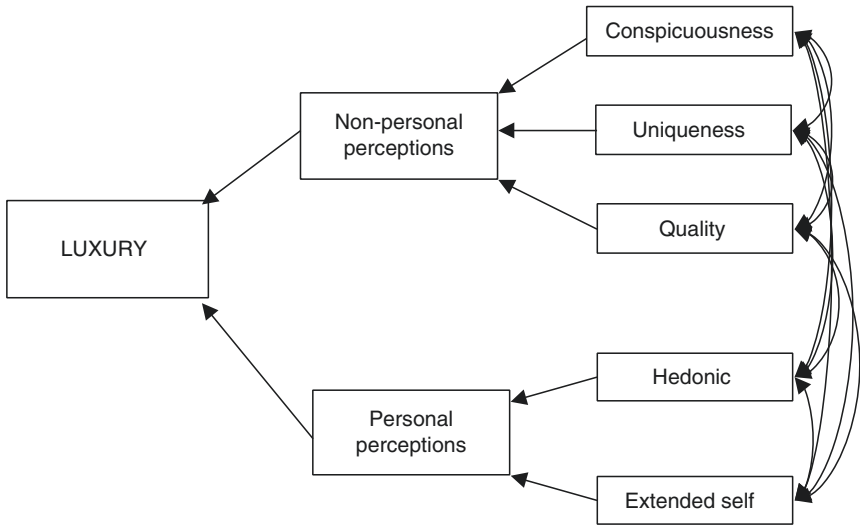 Conspicuousness
Non-personal
perceptions
Uniqueness
Quality
LUXURY
Hedonic
Personal
perceptions
Extended self